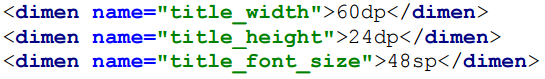 <dimen name="title_width">60dp</dimen>
<dimen name="title_height">24dp</dimen>
<dimen name="title_font_size">48sp</dimen>